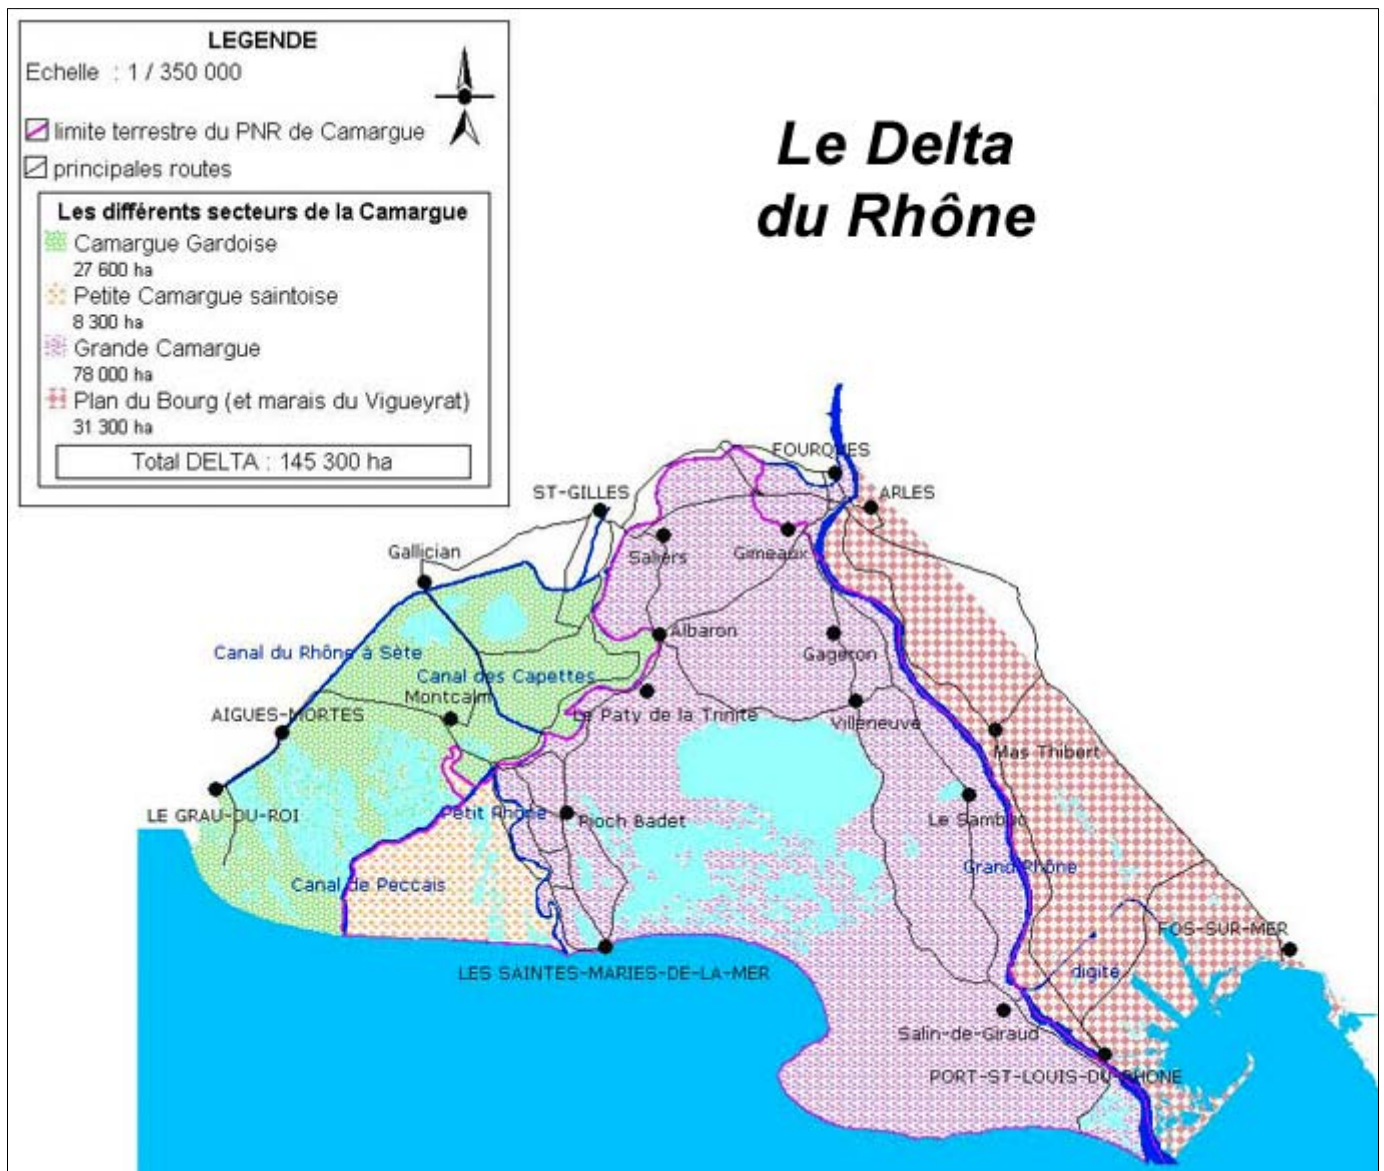 LEGENDE
Echelle : 1 / 350 000
limite terrestre du PNR de Camargue
principales routes
Les différents secteurs de la Camargue
Camargue Gardoise
27 600 ha
Petite Camargue saintoise
8 300 ha
Grande Camargue
78 000 ha
Plan du Bourg (et marais du Vigueyrat)
31 300 ha
Total DELTA : 145 300 ha
Le Delta
du Rhône
FOURQUES
ST-GILLES
ARLES
Gallician
Saliers
Gimeaux
Albaron
Canal du Rhône à Sète
Gageron
Canal des Capettes
Montcalm
AIGUES-MORTES
Le Paty de la Trinité
Villeneuve
Mas Thibert
LE GRAU-DU-ROI
Petit Rhône
Pioch Badet
Le Sambuc
Grand Rhône
Canal de Peccais
FOS-SUR-MER
LES SAINTES-MARIES-DE-LA-MER
digite
Salin-de-Giraud
PORT-ST-LOUIS-DU-RHONE